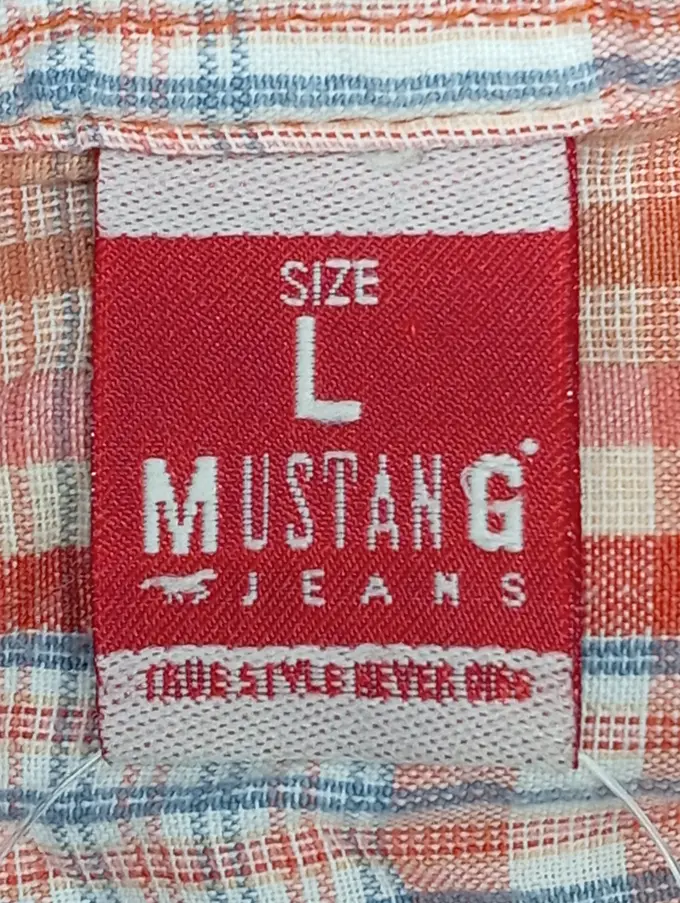 SIZE
L
MUSTANG
JEANS
TRUE STYLE NEVER DIES